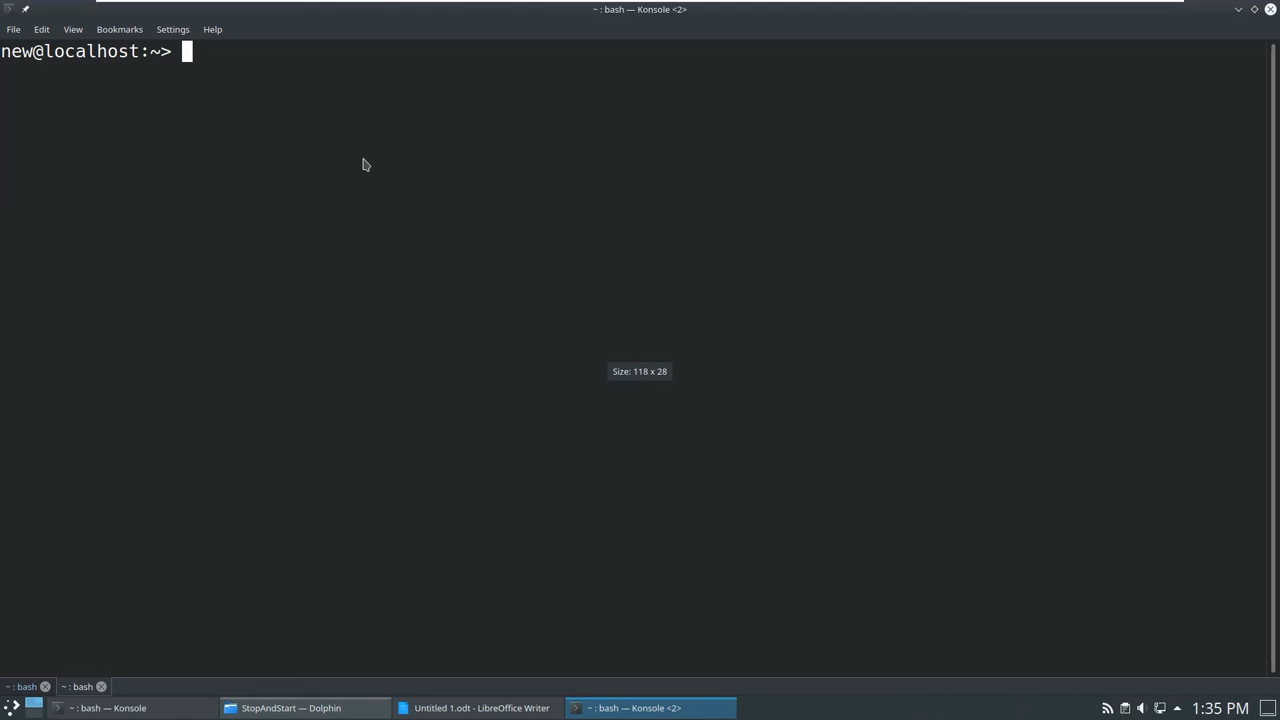 ~ : bash — Konsole <2>
File Edit View Bookmarks Settings Help
new@localhost:~>
Size: 118 x 28
~ : bash ~ : bash
~ : bash — Konsole StopAndStart — Dolphin Untitled 1.odt - LibreOffice Writer ~ : bash — Konsole <2> 1:35 PM